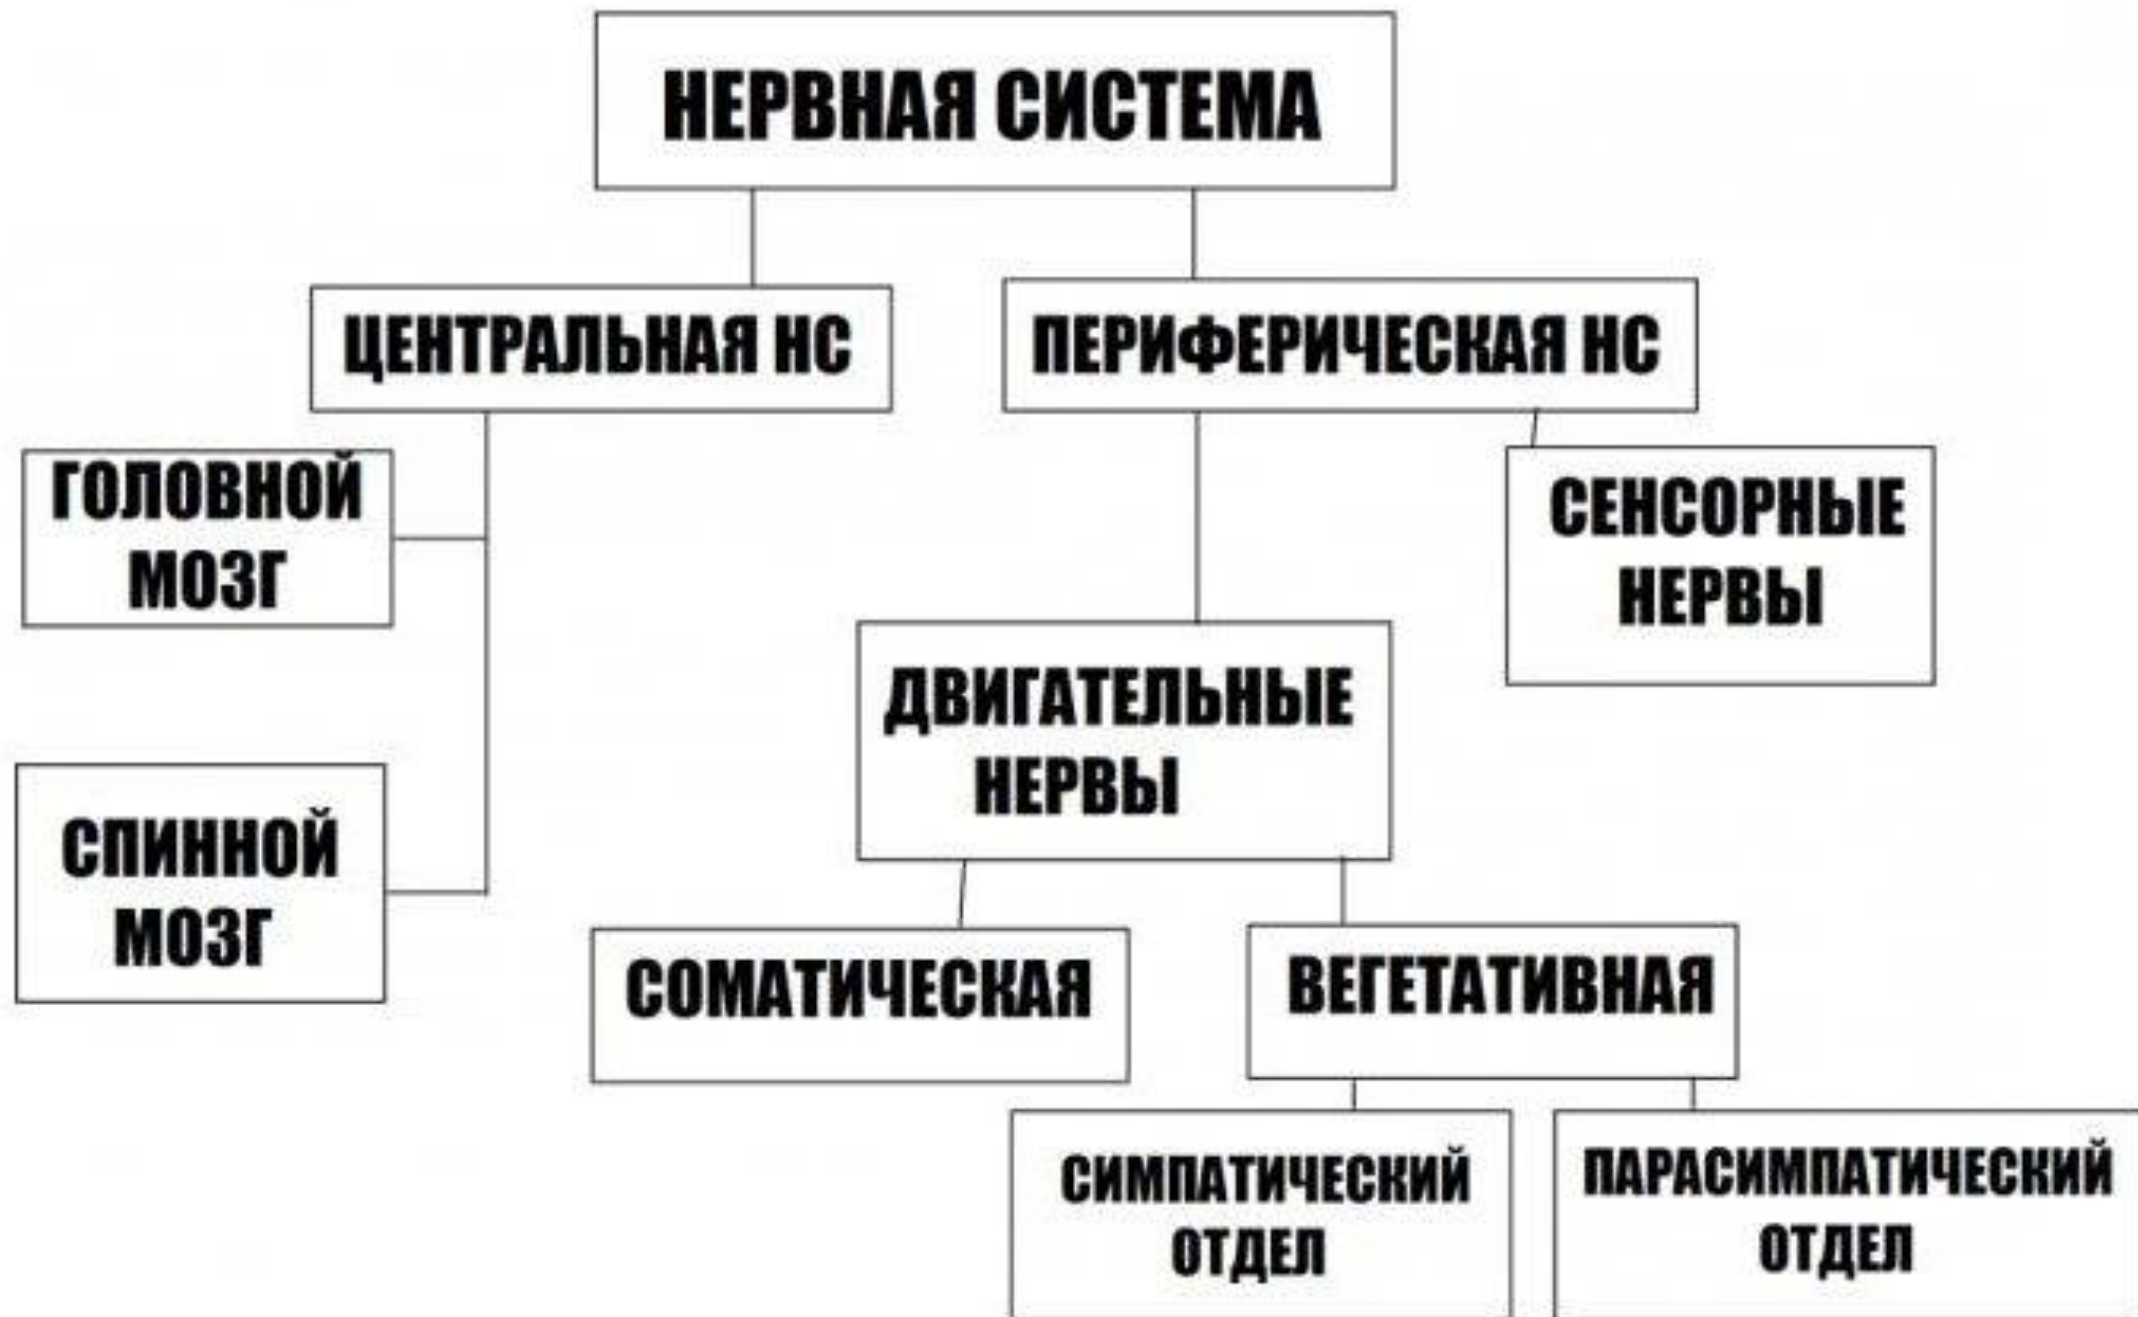 НЕРВНАЯ СИСТЕМА
ЦЕНТРАЛЬНАЯ НС
ПЕРИФЕРИЧЕСКАЯ НС
ГОЛОВНОЙ
МОЗГ
СЕНСОРНЫЕ
НЕРВЫ
ДВИГАТЕЛЬНЫЕ
НЕРВЫ
СПИННОЙ
МОЗГ
СОМАТИЧЕСКАЯ
ВЕГЕТАТИВНАЯ
СИМПАТИЧЕСКИЙ
ОТДЕЛ
ПАРАСИМПАТИЧЕСКИЙ
ОТДЕЛ